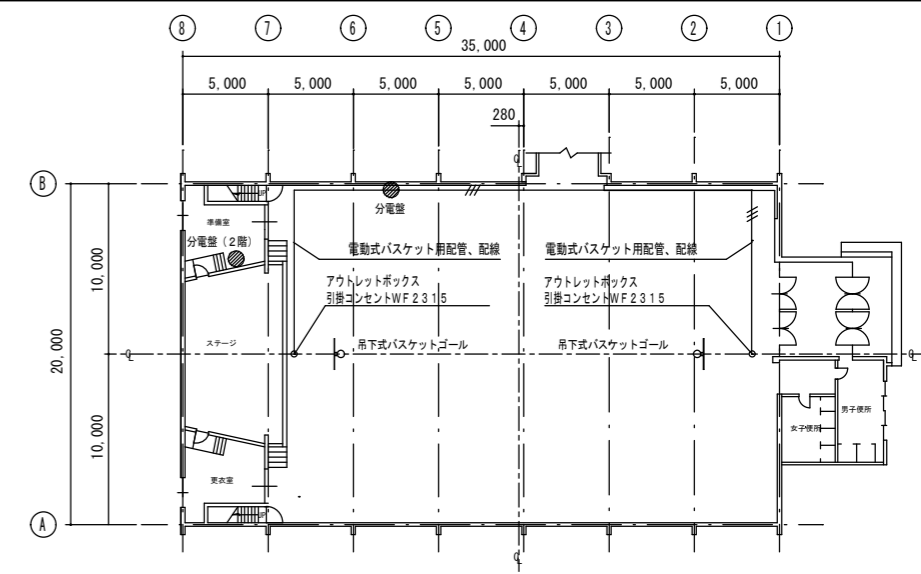 8 7 6 5 4 3 2 1
35,000
5,000 5,000 5,000 5,000 5,000 5,000 5,000
280
℄
B
UP
分電盤
準備室
分電盤(2階)
電動式バスケット用配管、配線 電動式バスケット用配管、配線
アウトレットボックス
引掛コンセントWF2315
アウトレットボックス
引掛コンセントWF2315
10,000
20,000
ステージ
吊下式バスケットゴール 吊下式バスケットゴール
℄ ℄
10,000
男子便所
女子便所
更衣室
UP
A
℄